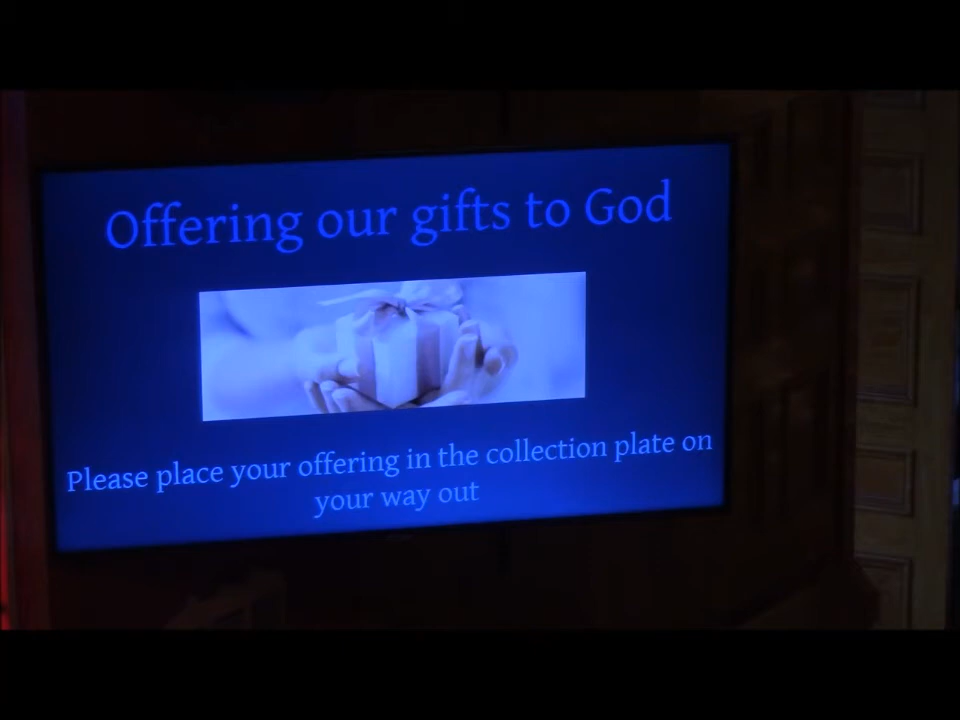 Offering our gifts to God
Please place your offering in the collection plate on
your way out